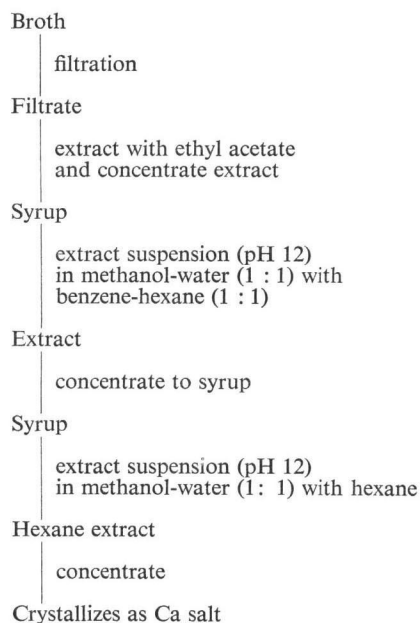 Broth
filtration
Filtrate
extract with ethyl acetate
and concentrate extract
Syrup
extract suspension (pH 12)
in methanol-water (1 : 1) with
benzene-hexane (1 : 1)
Extract
concentrate to syrup
Syrup
extract suspension (pH 12)
in methanol-water (1: 1) with hexane
Hexane extract
concentrate
Crystallizes as Ca salt